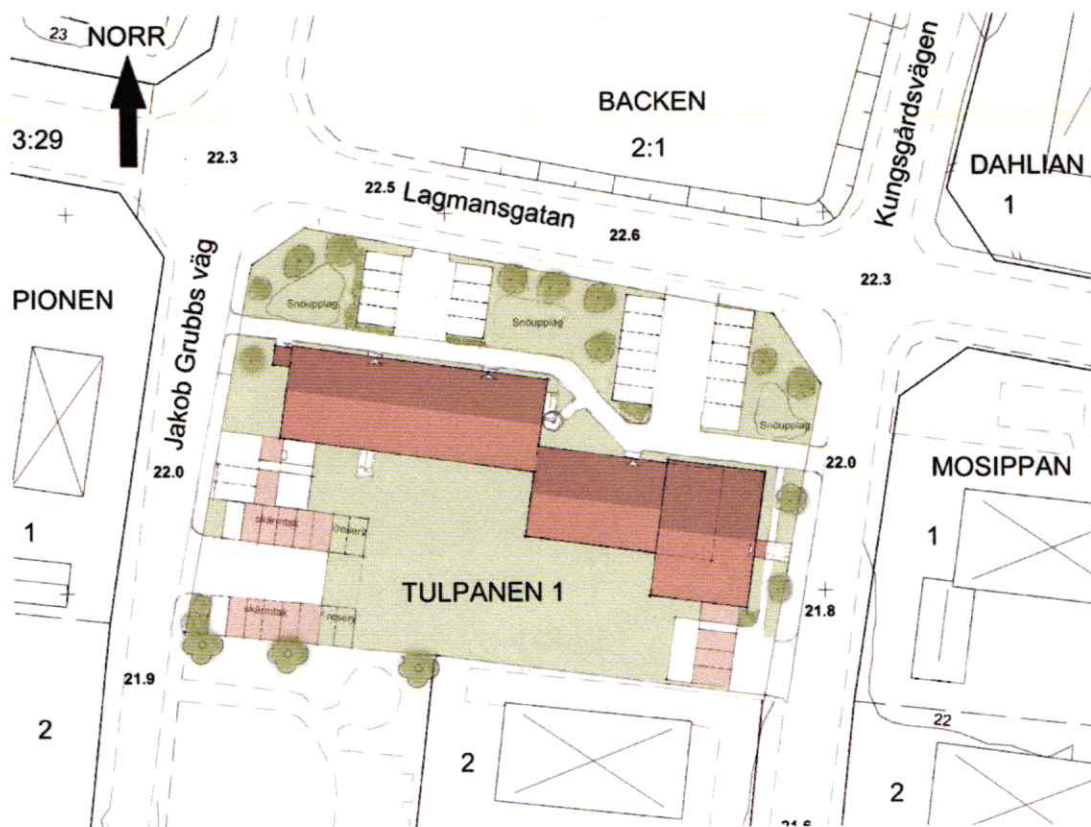 23
NORR
3:29
22.3
BACKEN
2:1
Kungsgårdsvägen
DAHLIAN
1
22.5
Lagmansgatan
22.6
22.3
PIONEN
Jakob Grubbs väg
Snöupplag
Snöupplag
Snöupplag
22.0
22.0
MOSIPPAN
1
1
skärmtak
reserv
TULPANEN 1
skärmtak
reserv
21.8
21.9
2
2
22
2